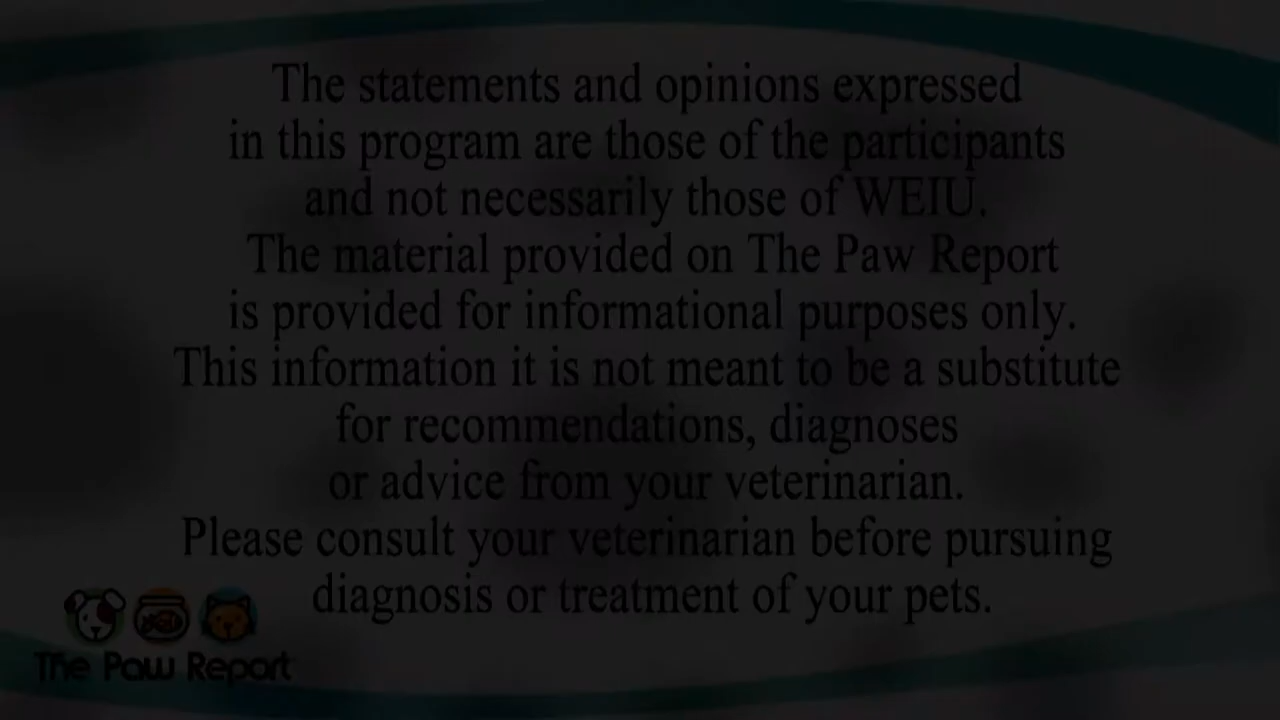 The statements and opinions expressed
in this program are those of the participants
and not necessarily those of WEIU.
The material provided on The Paw Report
is provided for informational purposes only.
This information it is not meant to be a substitute
for recommendations, diagnoses
or advice from your veterinarian.
Please consult your veterinarian before pursuing
diagnosis or treatment of your pets.
The Paw Report